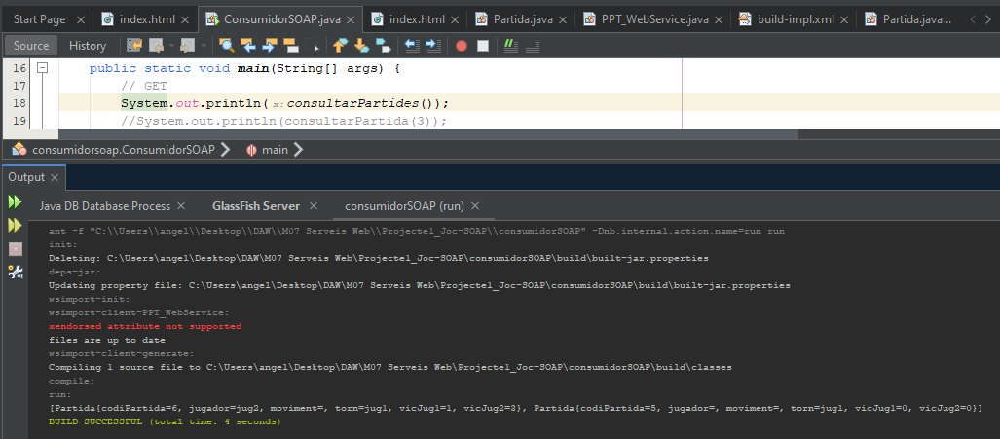 Start Page index.html ConsumidorSOAP.java index.html Partida.java PPT_WebService.java build-impl.xml Partida.java...
Source History
16 public static void main(String[] args) {
17 // GET
18 System.out.println(x:consultarPartides());
19 //System.out.println(consultarPartida(3));
consumidorsoap.ConsumidorSOAP main
Output
Java DB Database Process GlassFish Server consumidorSOAP (run)
ant -f "C:\\Users\\angel\\Desktop\\DAW\\M07 Serveis Web\\Projecte1_Joc-SOAP\\consumidorSOAP" -Dnb.internal.action.name=run run
init:
Deleting: C:\Users\angel\Desktop\DAW\M07 Serveis Web\Projecte1_Joc-SOAP\consumidorSOAP\build\built-jar.properties
deps-jar:
Updating property file: C:\Users\angel\Desktop\DAW\M07 Serveis Web\Projecte1_Joc-SOAP\consumidorSOAP\build\built-jar.properties
wsimport-init:
wsimport-client-PPT_WebService:
xendorsed attribute not supported
files are up to date
wsimport-client-generate:
Compiling 1 source file to C:\Users\angel\Desktop\DAW\M07 Serveis Web\Projecte1_Joc-SOAP\consumidorSOAP\build\classes
compile:
run:
[Partida{codiPartida=6, jugador=jug2, moviment=, torn=jug1, vicJug1=1, vicJug2=3}, Partida{codiPartida=5, jugador=, moviment=, torn=jug1, vicJug1=0, vicJug2=0}]
BUILD SUCCESSFUL (total time: 4 seconds)